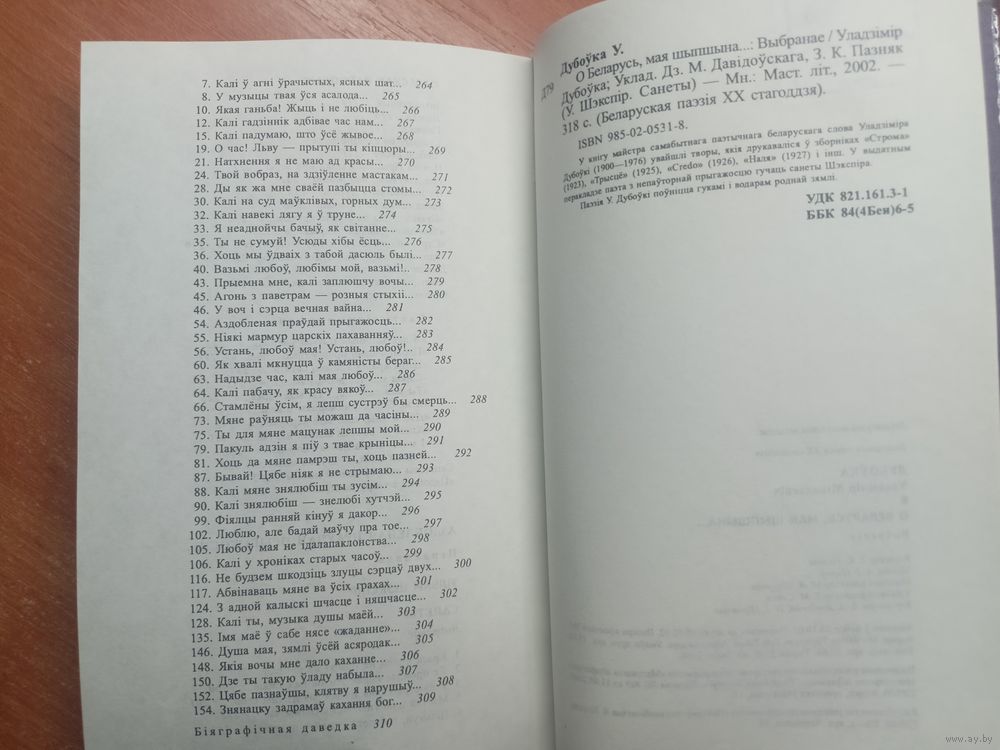 7. Калі ў агні ўрачыстых, ясных шат... 264
8. У музыцы твая ўся асалода... 265
10. Якая ганьба! Жыць і не любіць... 266
12. Калі гадзіннік адбівае час нам... 267
15. Калі падумаю, што ўсё жывое... 268
19. О час! Льву — прытупі ты кіпцюры... 269
21. Натхнення я не маю ад красы... 270
24. Твой вобраз, на здзіўленне мастакам... 271
28. Ды як жа мне сваёй пазбыцца стомы... 272
30. Калі на суд маўклівых, горных дум... 273
32. Калі навекі лягу я ў труне... 274
33. Я неаднойчы бачыў, як світанне... 275
35. Ты не сумуй! Усюды хібы ёсць... 276
36. Хоць мы ўдваіх з табой дасюль былі... 277
40. Вазьмі любоў, любімы мой, вазьмі!.. 278
43. Прыемна мне, калі заплюшчу вочы... 279
45. Агонь з паветрам — розныя стыхіі... 280
46. У воч і сэрца вечная вайна... 281
54. Аздобленая праўдай прыгажосць... 282
55. Ніякі мармур царскіх пахаванняў... 283
56. Устань, любоў мая! Устань, любоў!.. 284
60. Як хвалі мкнуцца ў камяністы бераг... 285
63. Надыдзе час, калі мая любоў... 286
64. Калі пабачу, як красу вякоў... 287
66. Стамлёны ўсім, я лепш сустрэў бы смерць... 288
73. Мяне раўняць ты можаш да часіны... 289
75. Ты для мяне мацунак лепшы мой... 290
79. Пакуль адзін я піў з твае крыніцы... 291
81. Хоць да мяне памрэш ты, хоць пазней... 292
87. Бывай! Цябе ніяк я не стрымаю... 293
88. Калі мяне знялюбіш ты зусім... 294
90. Калі знялюбіш — знелюбі хутчэй... 295
99. Фіялцы ранняй кінуў я дакор... 296
102. Люблю, але бадай маўчу пра тое... 297
105. Любоў мая не ідалапаклонства... 298
106. Калі у хроніках старых часоў... 299
116. Не будзем шкодзіць злуцы сэрцаў двух... 300
117. Абвінаваць мяне ва ўсіх грахах... 301
124. З адной калыскі шчасце і няшчасце... 302
128. Калі ты, музыка душы маёй... 303
135. Імя маё ў сабе нясе «жаданне»... 304
146. Душа мая, зямлі ўсёй асяродак... 305
148. Якія вочы мне дало каханне... 306
150. Дзе ты такую ўладу набыла... 307
152. Цябе пазнаўшы, клятву я нарушыў... 308
154. Знянацку задрамаў кахання бог... 309
Біяграфічная даведка 310
Дубоўка У.
Д79 О Беларусь, мая шыпшына...: Выбранае / Уладзімір
Дубоўка; Уклад. Дз. М. Давідоўскага, З. К. Пазняк
(У. Шэкспір. Санеты) — Мн.: Маст. літ., 2002. —
318 с. (Беларуская паэзія XX стагоддзя).
ISBN 985-02-0531-8.
У кнігу майстра самабытнага паэтычнага беларускага слова Уладзіміра
Дубоўкі (1900—1976) увайшлі творы, якія друкаваліся ў зборніках «Строма»
(1923), «Трысцё» (1925), «Credo» (1926), «Наля» (1927) і інш. У выдатным
перакладзе паэта з непаўторнай прыгажосцю гучаць санеты Шэкспіра.
Паэзія У. Дубоўкі поўніцца гукамі і водарам роднай зямлі.
УДК 821.161.3-1
ББК 84(4Беи)6-5
www.ay.by